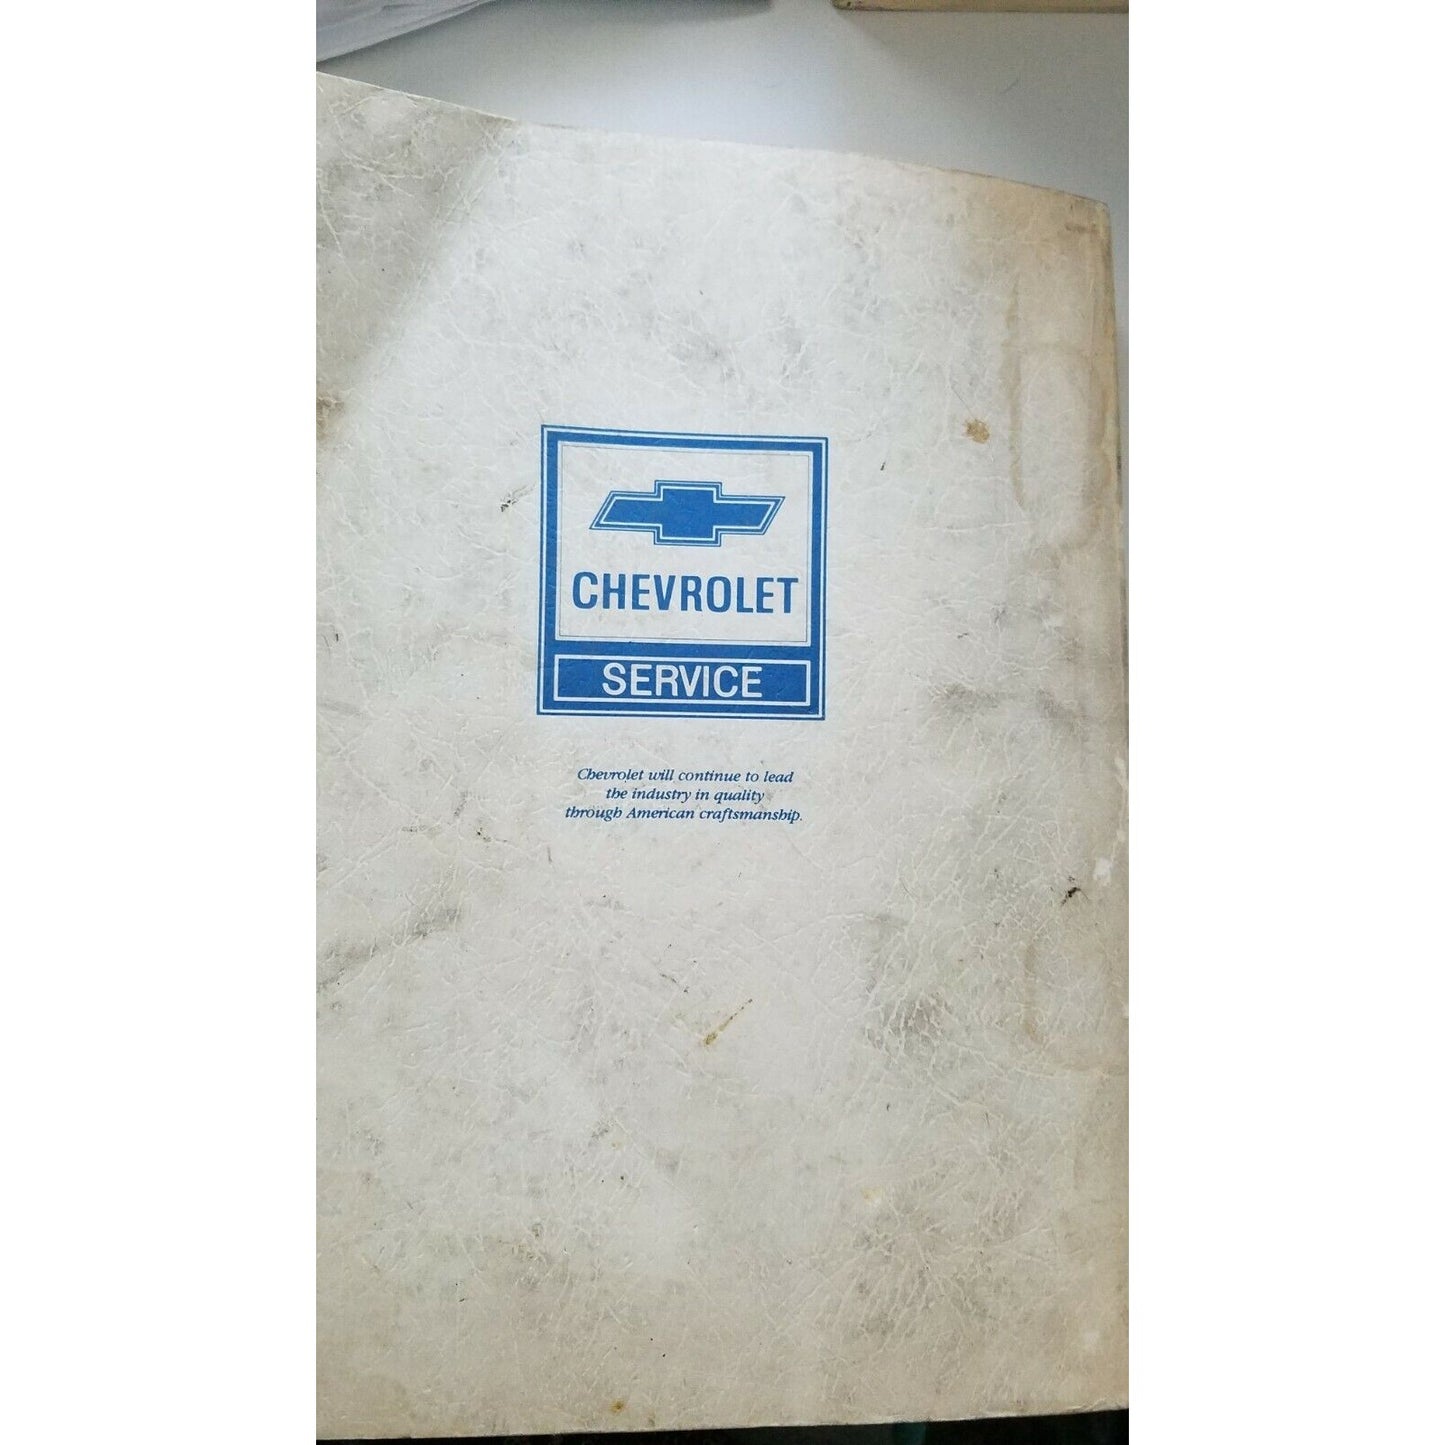 CHEVROLET
SERVICE
Chevrolet will continue to lead
the industry in quality
through American craftsmanship.